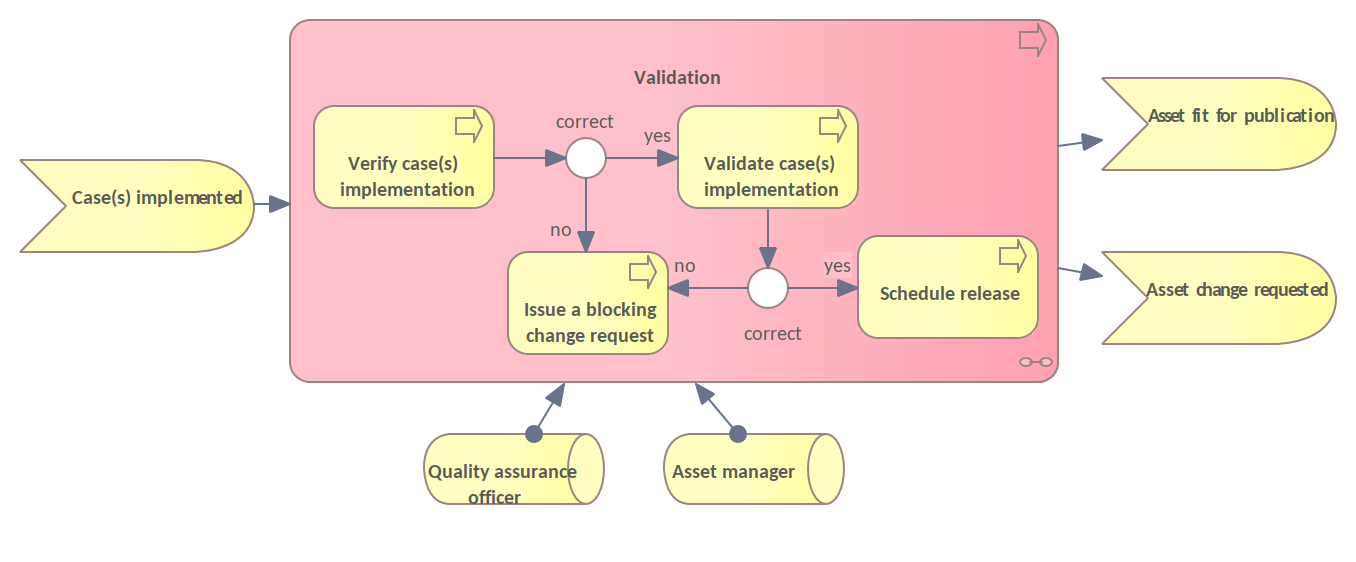 Validation
Asset fit for publication
correct
yes
Verify case(s)
implementation
Validate case(s)
implementation
Case(s) implemented
no
no
yes
Issue a blocking
change request
Schedule release
Asset change requested
correct
Quality assurance
officer
Asset manager